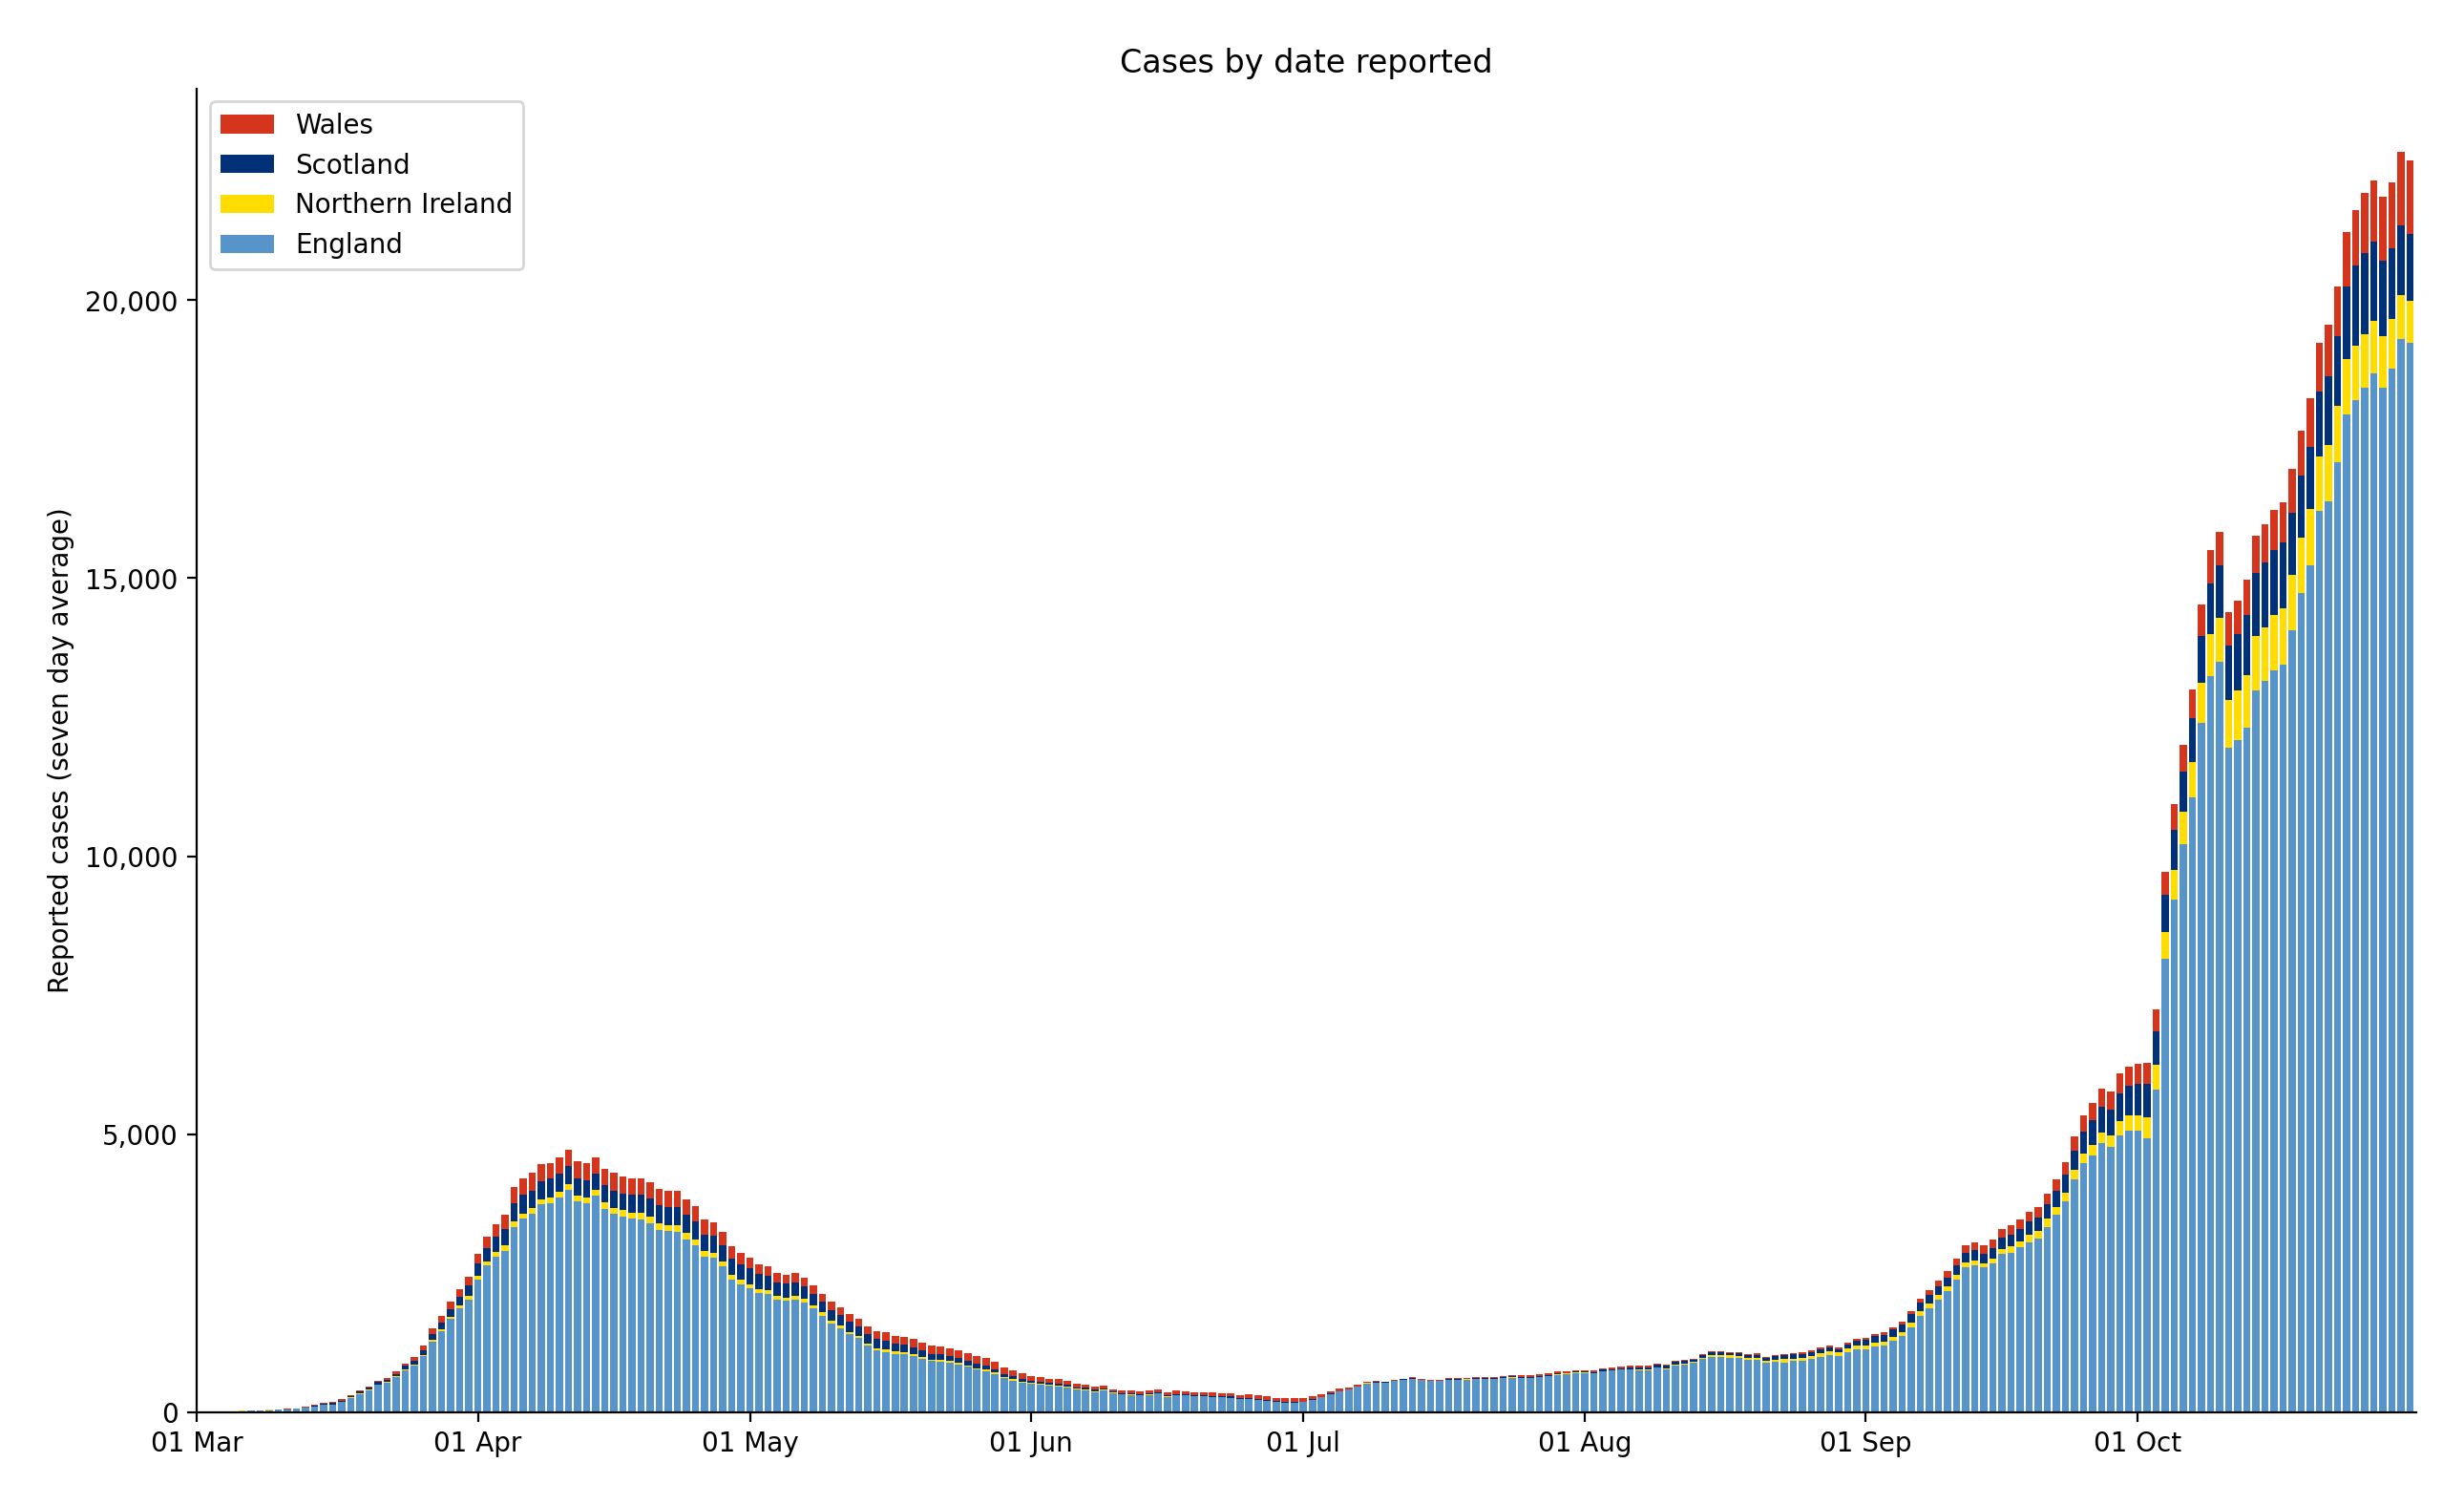 Cases by date reported
Wales
Scotland
Northern Ireland
England
Reported cases (seven day average)
20,000
15,000
10,000
5,000
0
01 Mar
01 Apr
01 May
01 Jun
01 Jul
01 Aug
01 Sep
01 Oct